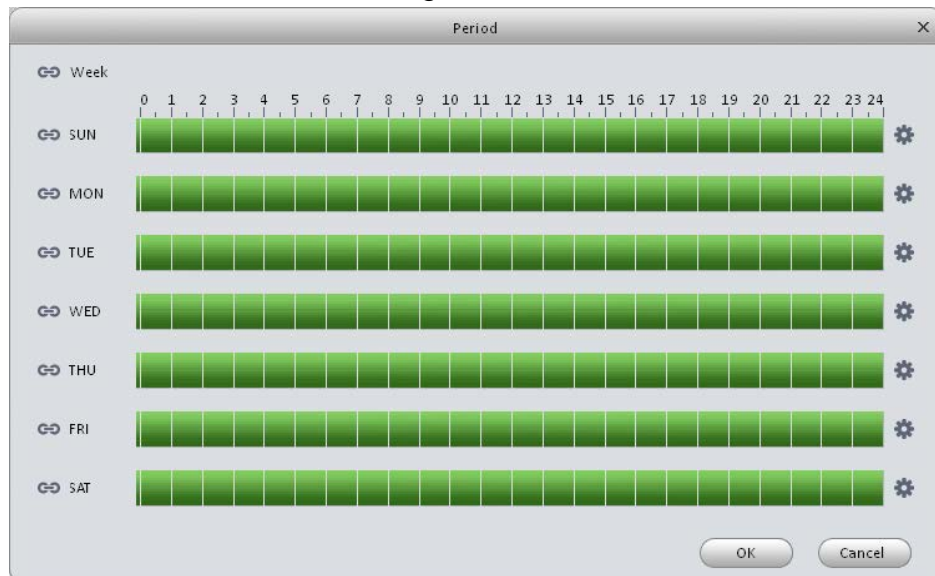 Period
Week
0 1 2 3 4 5 6 7 8 9 10 11 12 13 14 15 16 17 18 19 20 21 22 23 24
SUN
MON
TUE
WED
THU
FRI
SAT
OK Cancel